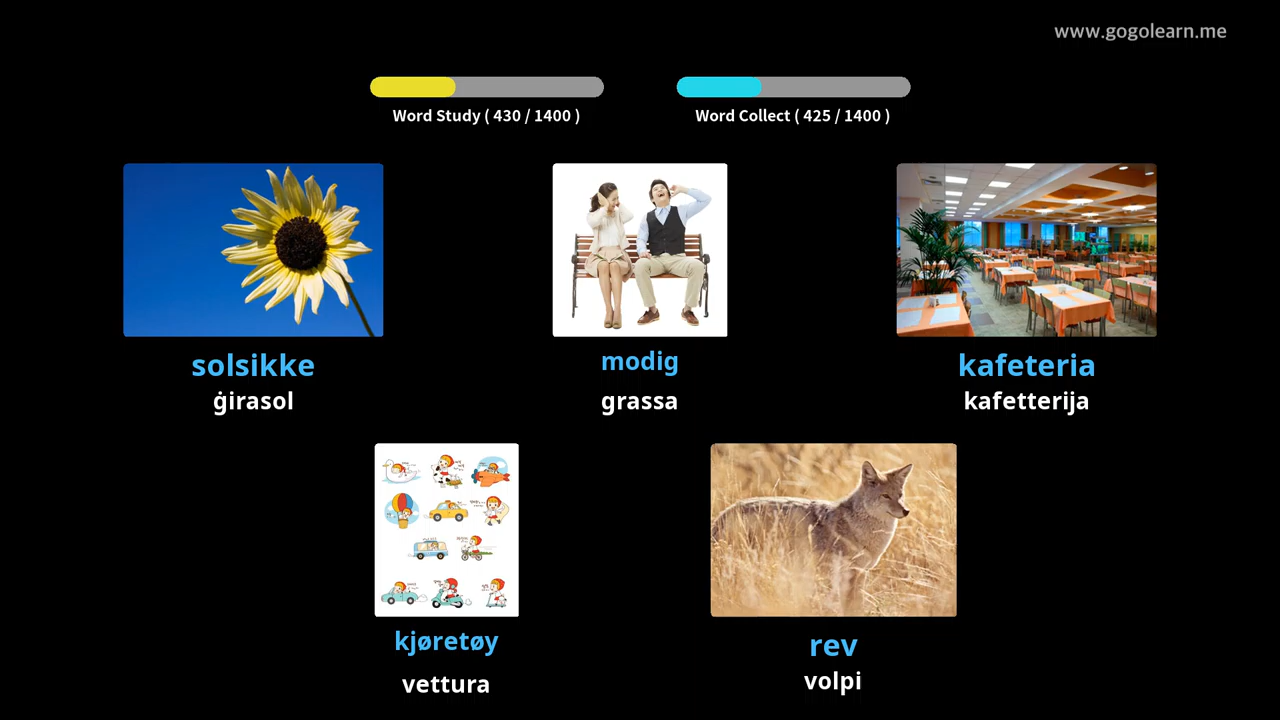 www.gogolearn.me
Word Study ( 430 / 1400 )
Word Collect ( 425 / 1400 )
solsikke
ġirasol
modig
grassa
kafeteria
kafetterija
kjøretøy
vettura
rev
volpi